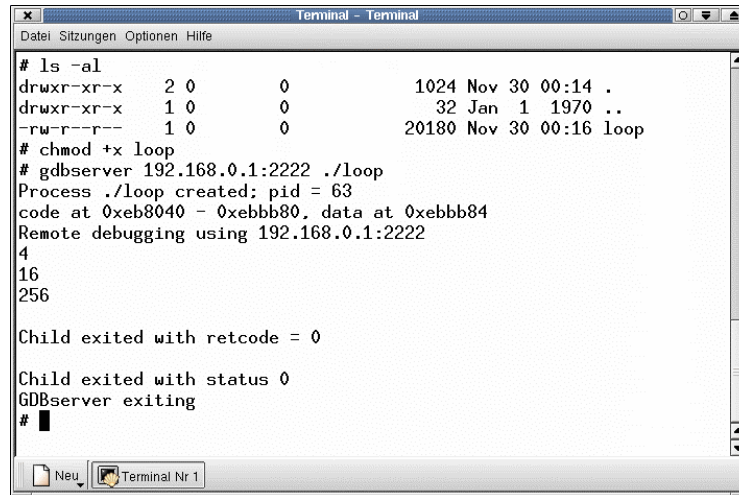 Terminal - Terminal
Datei Sitzungen Optionen Hilfe
# ls -al
drwxr-xr-x 2 0 0 1024 Nov 30 00:14 .
drwxr-xr-x 1 0 0 32 Jan 1 1970 ..
-rw-r--r-- 1 0 0 20180 Nov 30 00:16 loop
# chmod +x loop
# gdbserver 192.168.0.1:2222 ./loop
Process ./loop created; pid = 63
code at 0xeb8040 - 0xebbb80, data at 0xebbb84
Remote debugging using 192.168.0.1:2222
4
16
256
Child exited with retcode = 0
Child exited with status 0
GDBserver exiting
#
Neu Terminal Nr 1